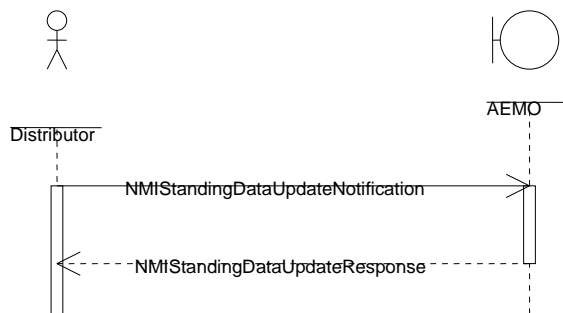 AEMO
Distributor
NMIStandingDataUpdateNotification
NMIStandingDataUpdateResponse